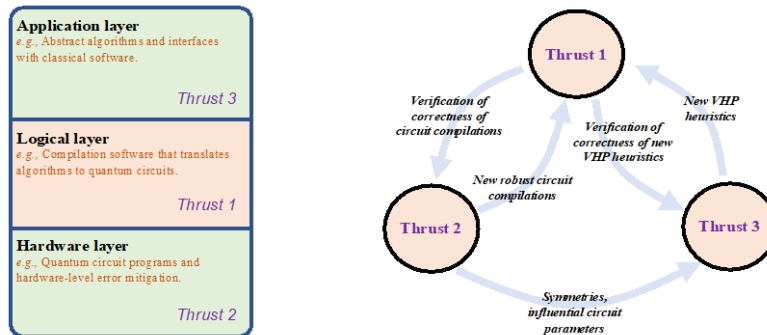 Application layer
e.g., Abstract algorithms and interfaces
with classical software.
Thrust 3
Logical layer
e.g., Compilation software that translates
algorithms to quantum circuits.
Thrust 1
Hardware layer
e.g., Quantum circuit programs and
hardware-level error mitigation.
Thrust 2
Thrust 1
Verification of
correctness of
circuit compilations
New VHP
heuristics
Verification of
correctness of new
VHP heuristics
New robust circuit
compilations
Thrust 2
Thrust 3
Symmetries,
influential circuit
parameters